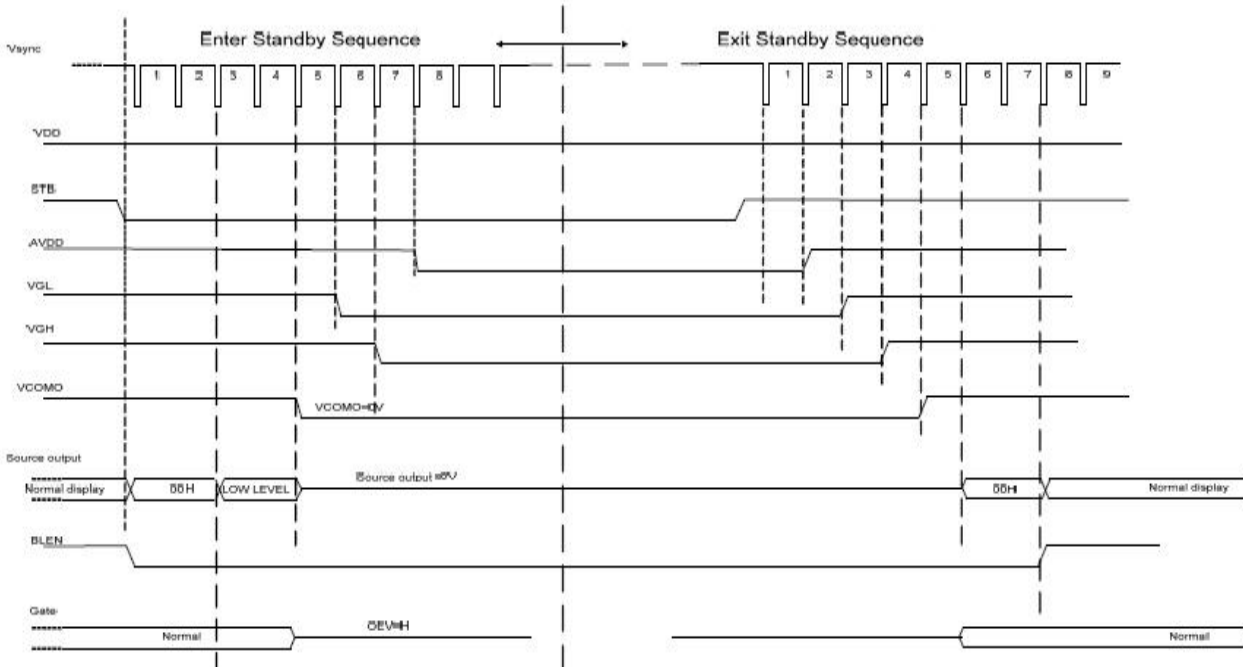 Enter Standby Sequence
Exit Standby Sequence
Vsync
1 2 3 4 5 6 7 8
1 2 3 4 5 6 7 8 9
VDD
STB
AVDD
VGL
VGH
VCOMO
VCOMO=0V
Source output
Source output =0V
Normal display
00H
LOW LEVEL
00H
Normal display
BLEN
Gate
Normal
OEV=H
Normal